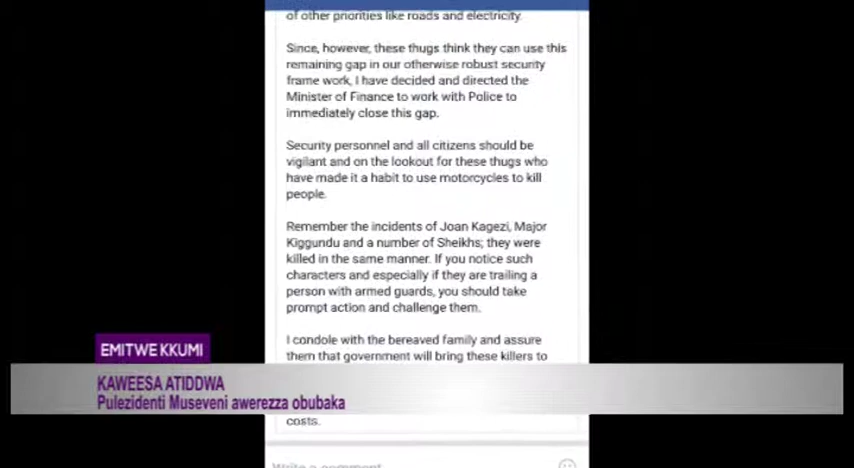 of other priorities like roads and electricity.
Since, however, these thugs think they can use this
remaining gap in our otherwise robust security
frame work, I have decided and directed the
Minister of Finance to work with Police to
immediately close this gap.
Security personnel and all citizens should be
vigilant and on the lookout for these thugs who
have made it a habit to use motorcycles to kill
people.
Remember the incidents of Joan Kagezi, Major
Kiggundu and a number of Sheikhs; they were
killed in the same manner. If you notice such
characters and especially if they are trailing a
person with armed guards, you should take
prompt action and challenge them.
I condole with the bereaved family and assure
them that government will bring these killers to
EMITWE KKUMI
KAWEESA ATIDDWA
Pulezidenti Museveni awerezza obubaka
costs.
Write a comment